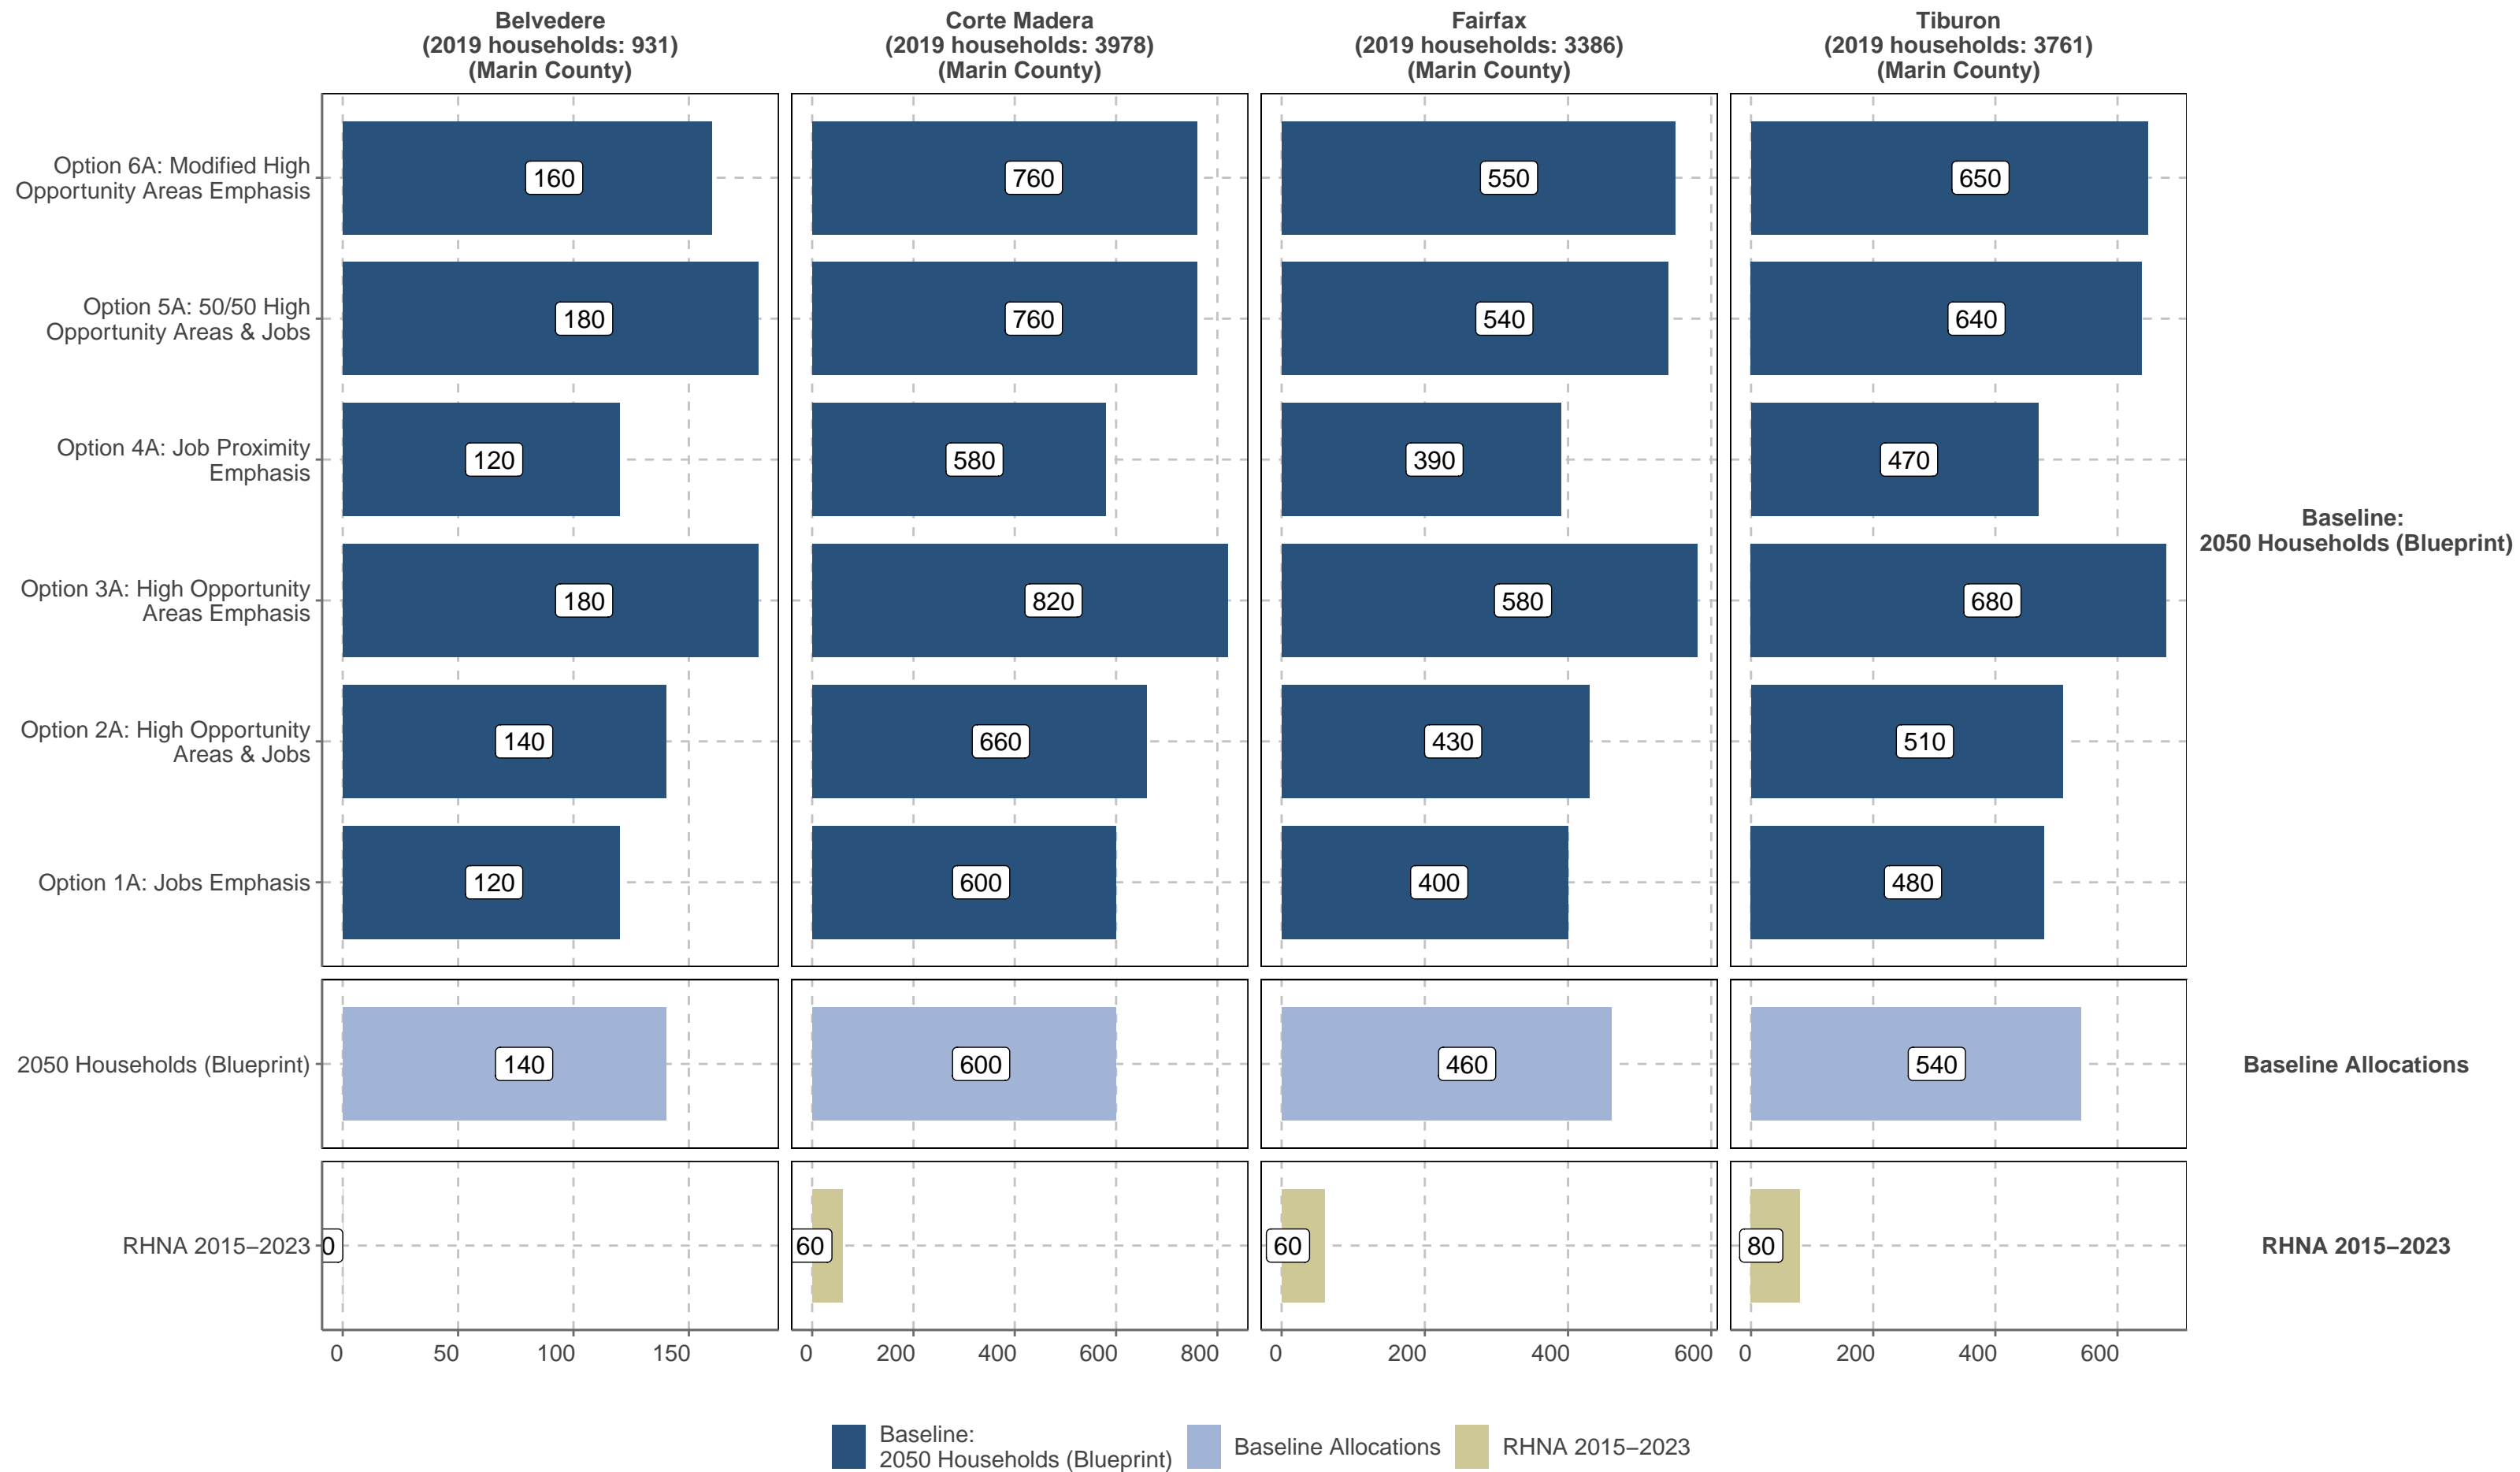 Belvedere
(2019 households: 931)
(Marin County)
Corte Madera
(2019 households: 3978)
(Marin County)
Fairfax
(2019 households: 3386)
(Marin County)
Tiburon
(2019 households: 3761)
(Marin County)
Option 6A: Modified High
Opportunity Areas Emphasis
160
760
550
650
Option 5A: 50/50 High
Opportunity Areas & Jobs
180
760
540
640
Option 4A: Job Proximity
Emphasis
120
580
390
470
Baseline:
2050 Households (Blueprint)
Option 3A: High Opportunity
Areas Emphasis
180
820
580
680
Option 2A: High Opportunity
Areas & Jobs
140
660
430
510
Option 1A: Jobs Emphasis
120
600
400
480
2050 Households (Blueprint)
140
600
460
540
Baseline Allocations
RHNA 2015–2023
0
60
60
80
RHNA 2015–2023
0 50 100 150
0 200 400 600 800
0 200 400 600
0 200 400 600
Baseline:
2050 Households (Blueprint)
Baseline Allocations
RHNA 2015–2023